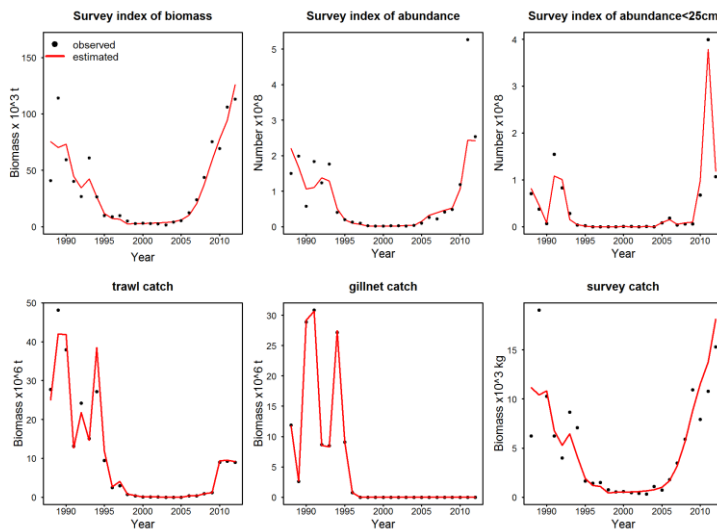 Survey index of biomass
Survey index of abundance
Survey index of abundance<25cm
observed
estimated
Biomass x10^3 t
150
100
50
0
1990 1995 2000 2005 2010
Year
Number x10^8
5
4
3
2
1
0
1990 1995 2000 2005 2010
Year
Number x10^8
4
3
2
1
0
1990 1995 2000 2005 2010
Year
trawl catch
gillnet catch
survey catch
Biomass x10^6 t
50
40
30
20
10
0
1990 1995 2000 2005 2010
Year
Biomass x10^6 t
30
25
20
15
10
5
0
1990 1995 2000 2005 2010
Year
Biomass x10^3 kg
15
10
5
0
1990 1995 2000 2005 2010
Year